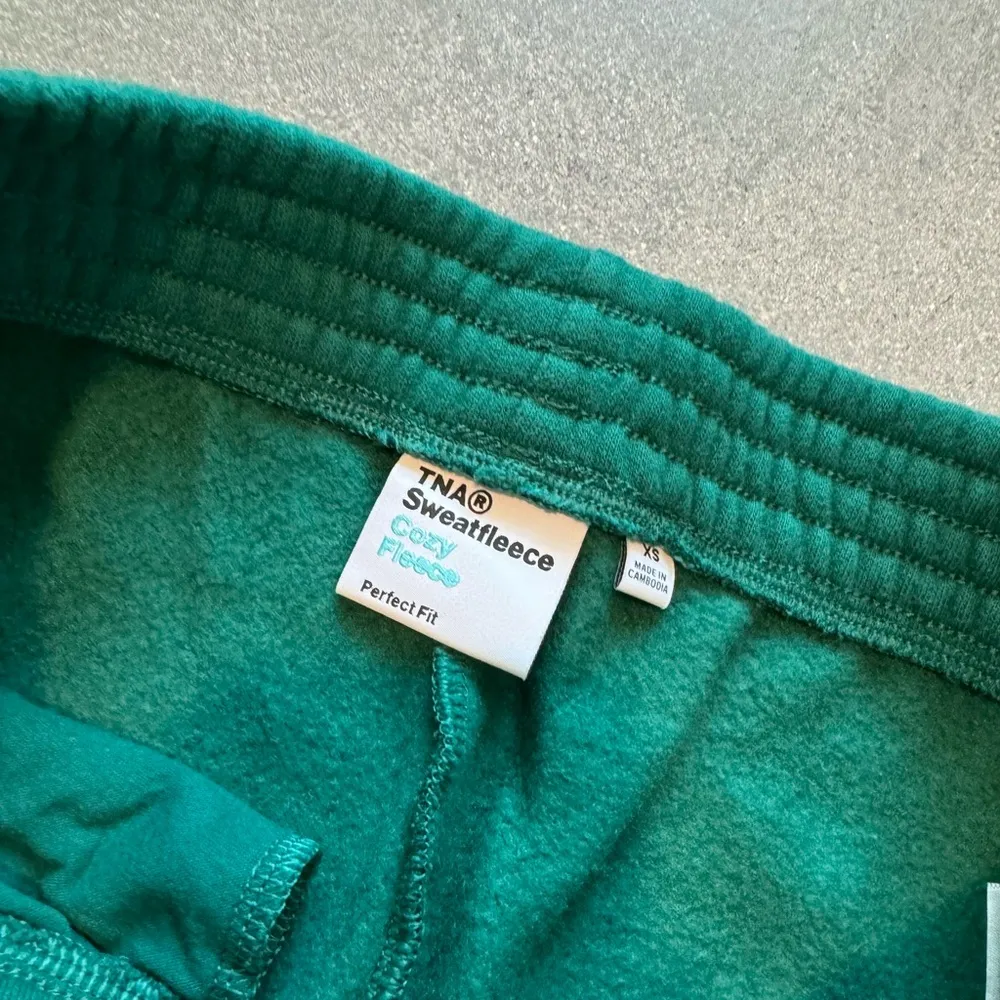 TNA®
Sweatfleece
Cozy
Fleece
Perfect Fit
XS
MADE IN
CAMBODIA